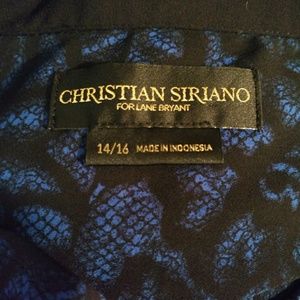 CHRISTIAN SIRIANO
FOR LANE BRYANT
14/16 MADE IN INDONESIA